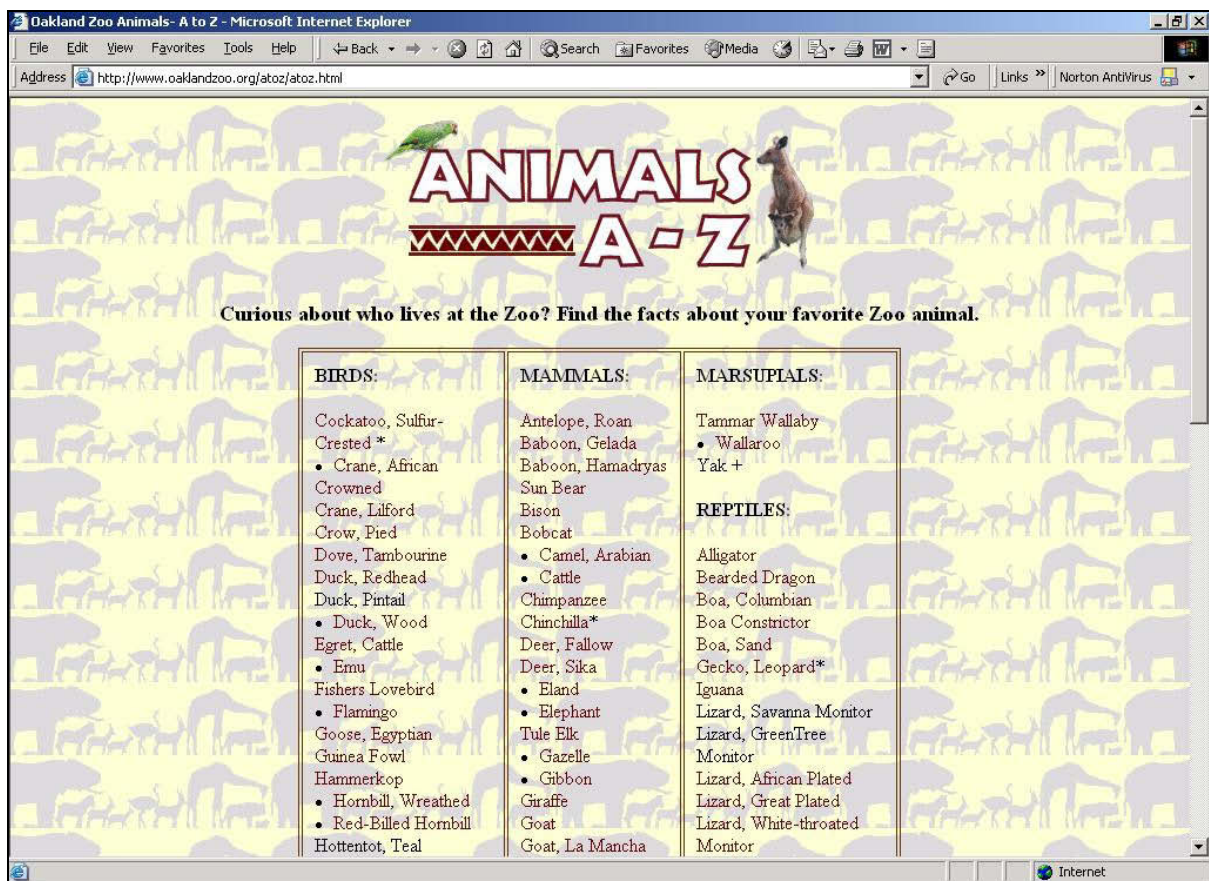 Oakland Zoo Animals- A to Z - Microsoft Internet Explorer
File Edit View Favorites Tools Help Back Search Favorites Media
Address http://www.oaklandzoo.org/atoz/atoz.html Go Links » Norton AntiVirus
ANIMALS
A - Z
Curious about who lives at the Zoo? Find the facts about your favorite Zoo animal.
BIRDS:
Cockatoo, Sulfur-
Crested *
• Crane, African
Crowned
Crane, Lilford
Crow, Pied
Dove, Tambourine
Duck, Redhead
Duck, Pintail
• Duck, Wood
Egret, Cattle
• Emu
Fishers Lovebird
• Flamingo
Goose, Egyptian
Guinea Fowl
Hammerkop
• Hornbill, Wreathed
• Red-Billed Hornbill
Hottentot, Teal
MAMMALS:
Antelope, Roan
Baboon, Gelada
Baboon, Hamadryas
Sun Bear
Bison
Bobcat
• Camel, Arabian
• Cattle
Chimpanzee
Chinchilla*
Deer, Fallow
Deer, Sika
• Eland
• Elephant
Tule Elk
• Gazelle
• Gibbon
Giraffe
Goat
Goat, La Mancha
MARSUPIALS:
Tammar Wallaby
• Wallaroo
Yak +
REPTILES:
Alligator
Bearded Dragon
Boa, Columbian
Boa Constrictor
Boa, Sand
Gecko, Leopard*
Iguana
Lizard, Savanna Monitor
Lizard, GreenTree
Monitor
Lizard, African Plated
Lizard, Great Plated
Lizard, White-throated
Monitor
Internet